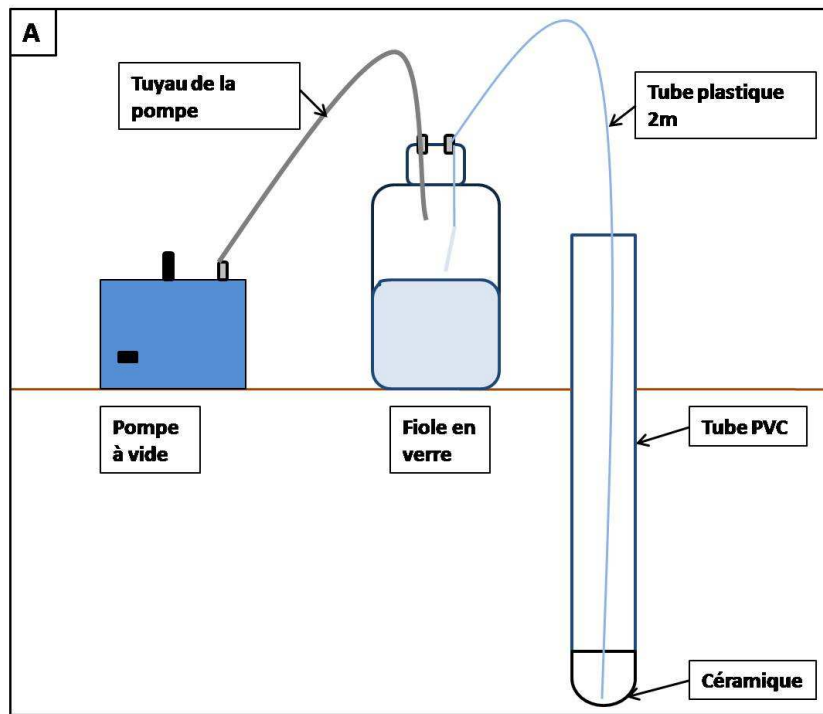 A
Tuyau de la
pompe
Tube plastique
2m
Pompe
à vide
Fiole en
verre
Tube PVC
Céramique